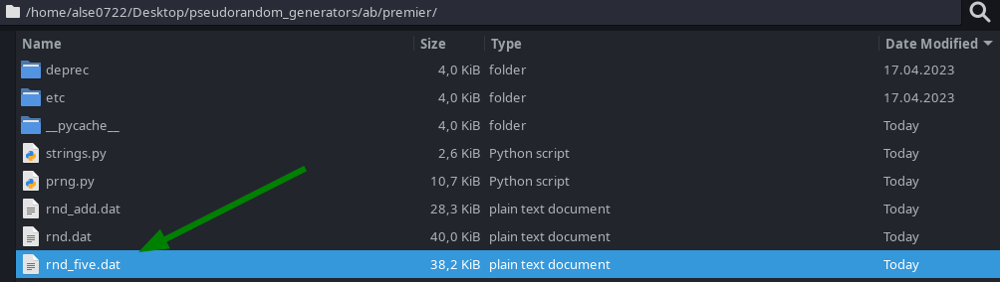 /home/alse0722/Desktop/pseudorandom_generators/ab/premier/
Name Size Type Date Modified
deprec 4,0 KiB folder 17.04.2023
etc 4,0 KiB folder 17.04.2023
__pycache__ 4,0 KiB folder Today
strings.py 2,6 KiB Python script Today
prng.py 10,7 KiB Python script Today
rnd_add.dat 28,3 KiB plain text document Today
rnd.dat 40,0 KiB plain text document Today
rnd_five.dat 38,2 KiB plain text document Today